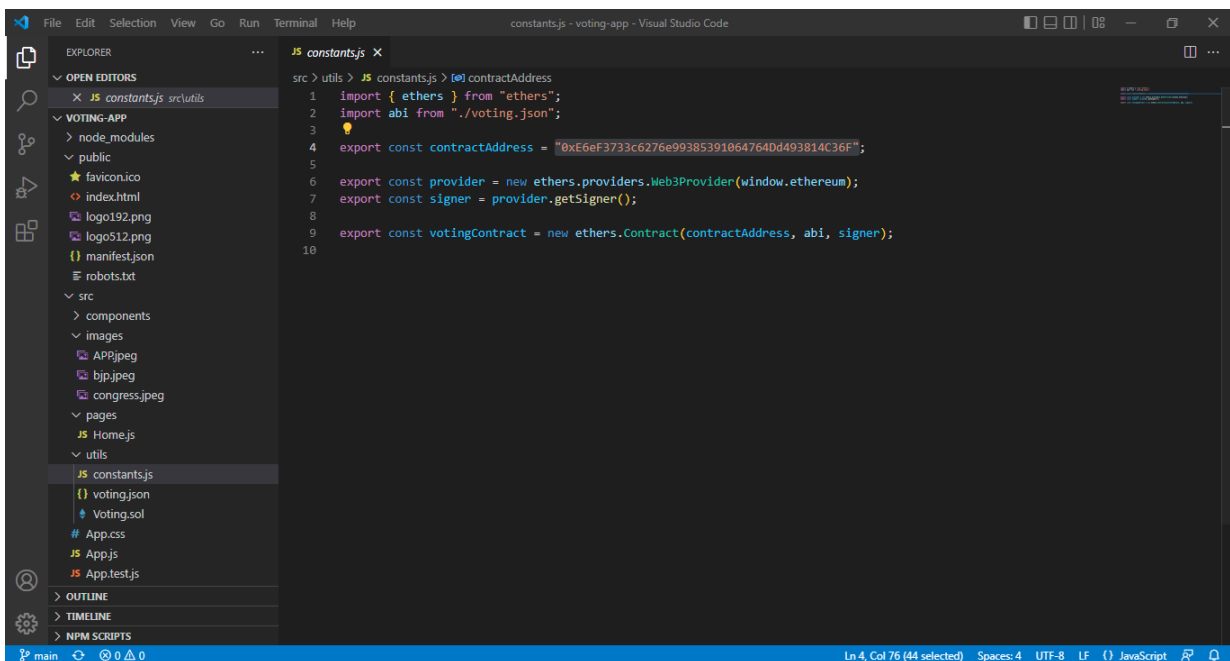 File Edit Selection View Go Run Terminal Help
constants.js - voting-app - Visual Studio Code
EXPLORER
OPEN EDITORS
JS constants.js src\utils
VOTING-APP
node_modules
public
favicon.ico
index.html
logo192.png
logo512.png
manifest.json
robots.txt
src
components
images
APP.jpeg
bjp.jpeg
congress.jpeg
pages
JS Home.js
utils
JS constants.js
{} voting.json
Voting.sol
# App.css
JS App.js
JS App.test.js
OUTLINE
TIMELINE
NPM SCRIPTS
JS constants.js
src > utils > JS constants.js > contractAddress
1 import { ethers } from "ethers";
2 import abi from "./voting.json";
3
4 export const contractAddress = "0xE6eF3733c6276e99385391064764Dd493814C36F";
5
6 export const provider = new ethers.providers.Web3Provider(window.ethereum);
7 export const signer = provider.getSigner();
8
9 export const votingContract = new ethers.Contract(contractAddress, abi, signer);
10
main 0 0
Ln 4, Col 76 (44 selected) Spaces: 4 UTF-8 LF {} JavaScript